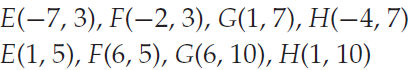 E(−7, 3), F(−2, 3), G(1, 7), H(−4, 7)
E(1, 5), F(6, 5), G(6, 10), H(1, 10)